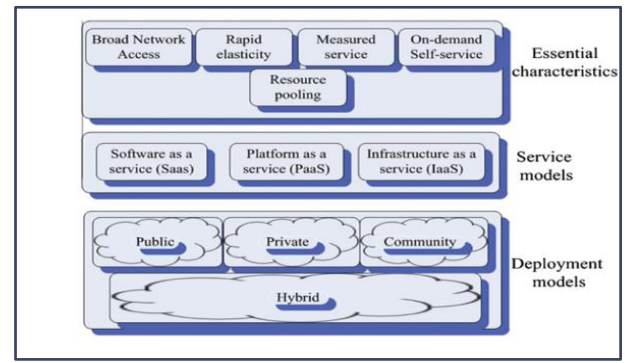 Broad Network
Access
Rapid
elasticity
Measured
service
On-demand
Self-service
Resource
pooling
Essential
characteristics
Software as a
service (Saas)
Platform as a
service (PaaS)
Infrastructure as a
service (IaaS)
Service
models
Public
Private
Community
Hybrid
Deployment
models